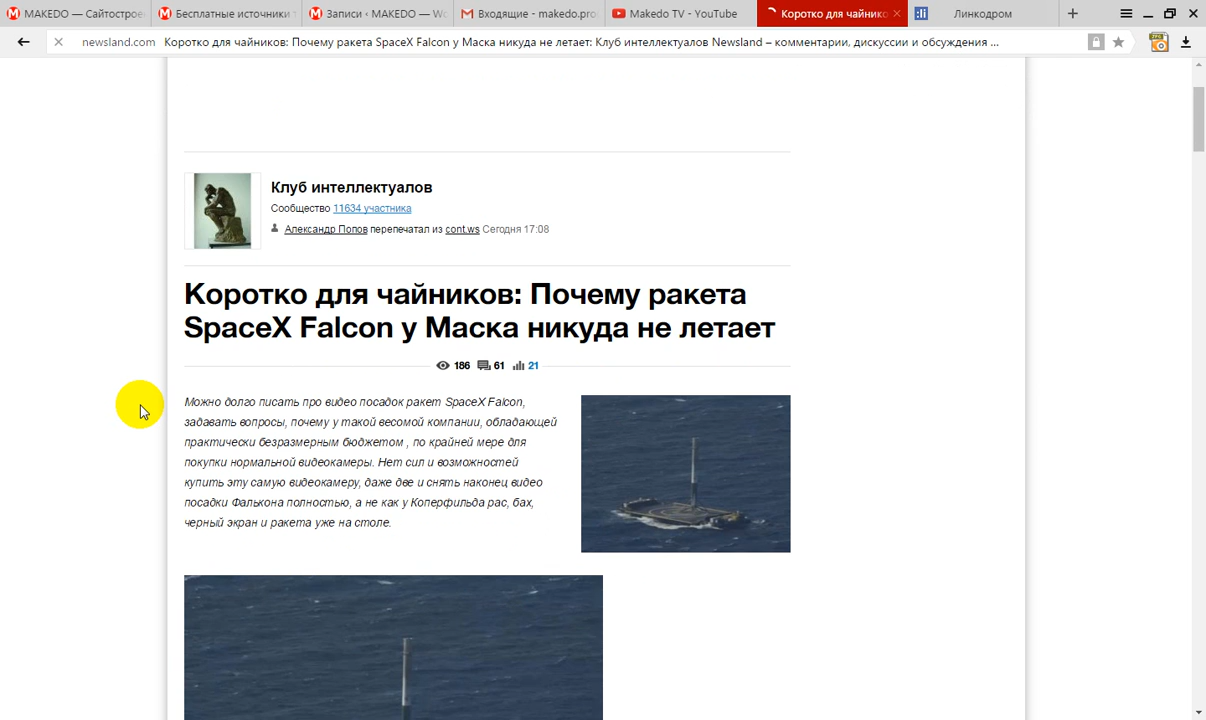 MAKEDO — Сайтострое
Бесплатные источники т
Записи ‹ MAKEDO — Wo
Входящие - makedo.pro
Makedo TV - YouTube
Коротко для чайнико
Линкодром
newsland.com Коротко для чайников: Почему ракета SpaceX Falcon у Маска никуда не летает: Клуб интеллектуалов Newsland – комментарии, дискуссии и обсуждения ...
Клуб интеллектуалов
Сообщество 11634 участника
Александр Попов перепечатал из cont.ws Сегодня 17:08
Коротко для чайников: Почему ракета
SpaceX Falcon у Маска никуда не летает
186 61 21
Можно долго писать про видео посадок ракет SpaceX Falcon,
задавать вопросы, почему у такой весомой компании, обладающей
практически безразмерным бюджетом , по крайней мере для
покупки нормальной видеокамеры. Нет сил и возможностей
купить эту самую видеокамеру, даже две и снять наконец видео
посадки Фалькона полностью, а не как у Коперфильда рас, бах,
черный экран и ракета уже на столе.